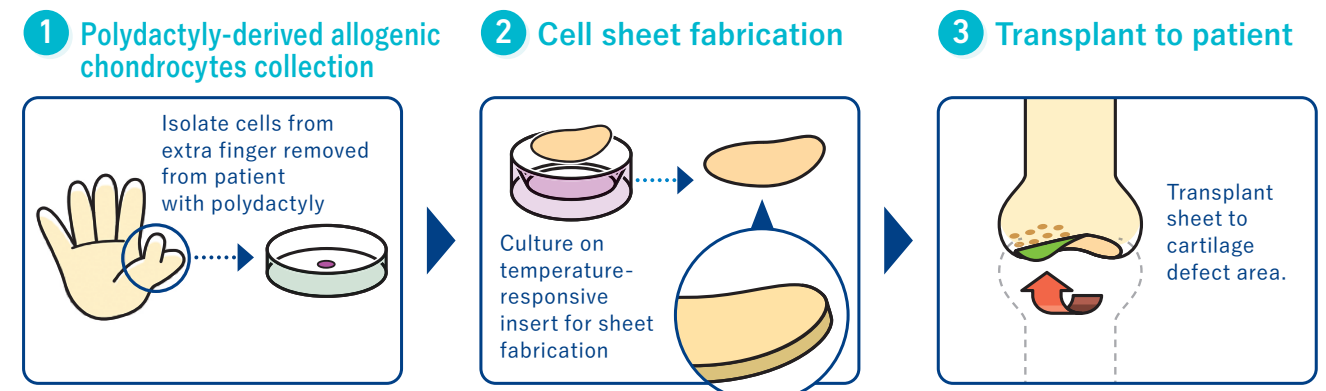 1 Polydactyly-derived allogenic
chondrocytes collection
Isolate cells from
extra finger removed
from patient
with polydactyly
2 Cell sheet fabrication
Culture on
temperature-
responsive
insert for sheet
fabrication
3 Transplant to patient
Transplant
sheet to
cartilage
defect area.